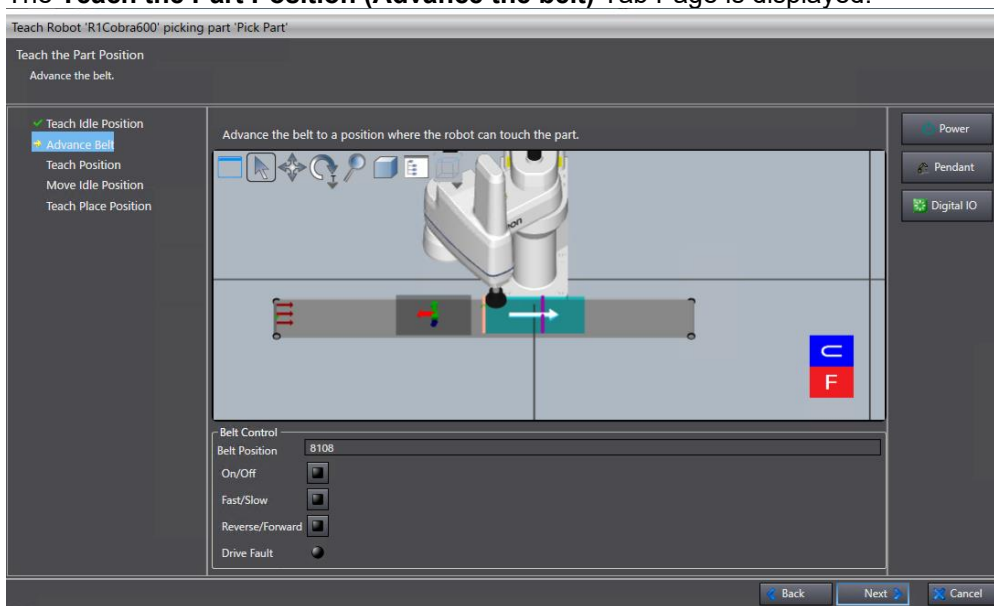 The Teach the Part Position (Advance the belt) Tab Page is displayed.
Teach Robot 'R1Cobra600' picking part 'Pick Part'
Teach the Part Position
Advance the belt.
Teach Idle Position
Advance Belt
Teach Position
Move Idle Position
Teach Place Position
Advance the belt to a position where the robot can touch the part.
Power
Pendant
Digital IO
F
Belt Control
Belt Position 8108
On/Off
Fast/Slow
Reverse/Forward
Drive Fault
Back Next Cancel